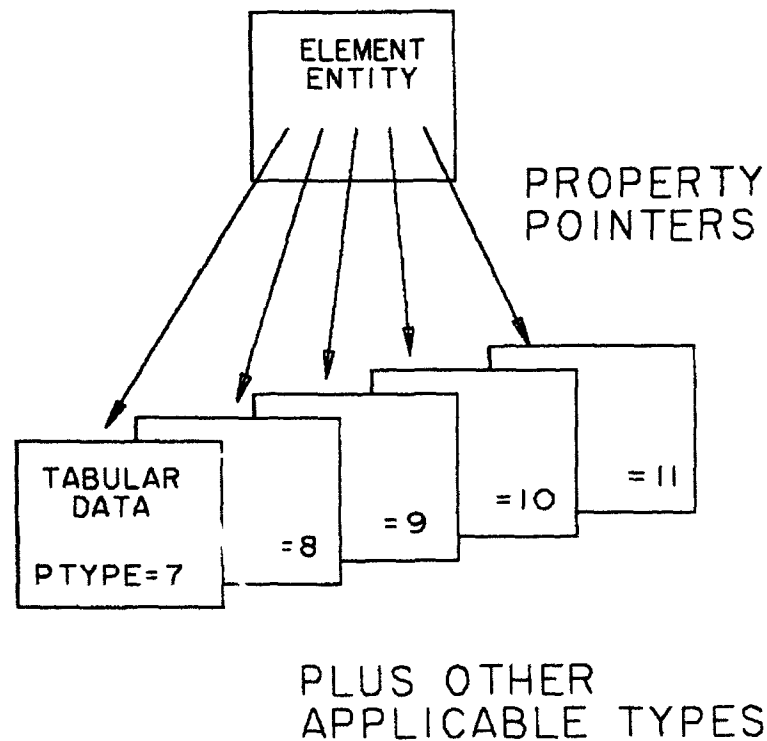 ELEMENT
ENTITY
PROPERTY
POINTERS
TABULAR
DATA
PTYPE=7
=8
=9
=10
=11
PLUS OTHER
APPLICABLE TYPES